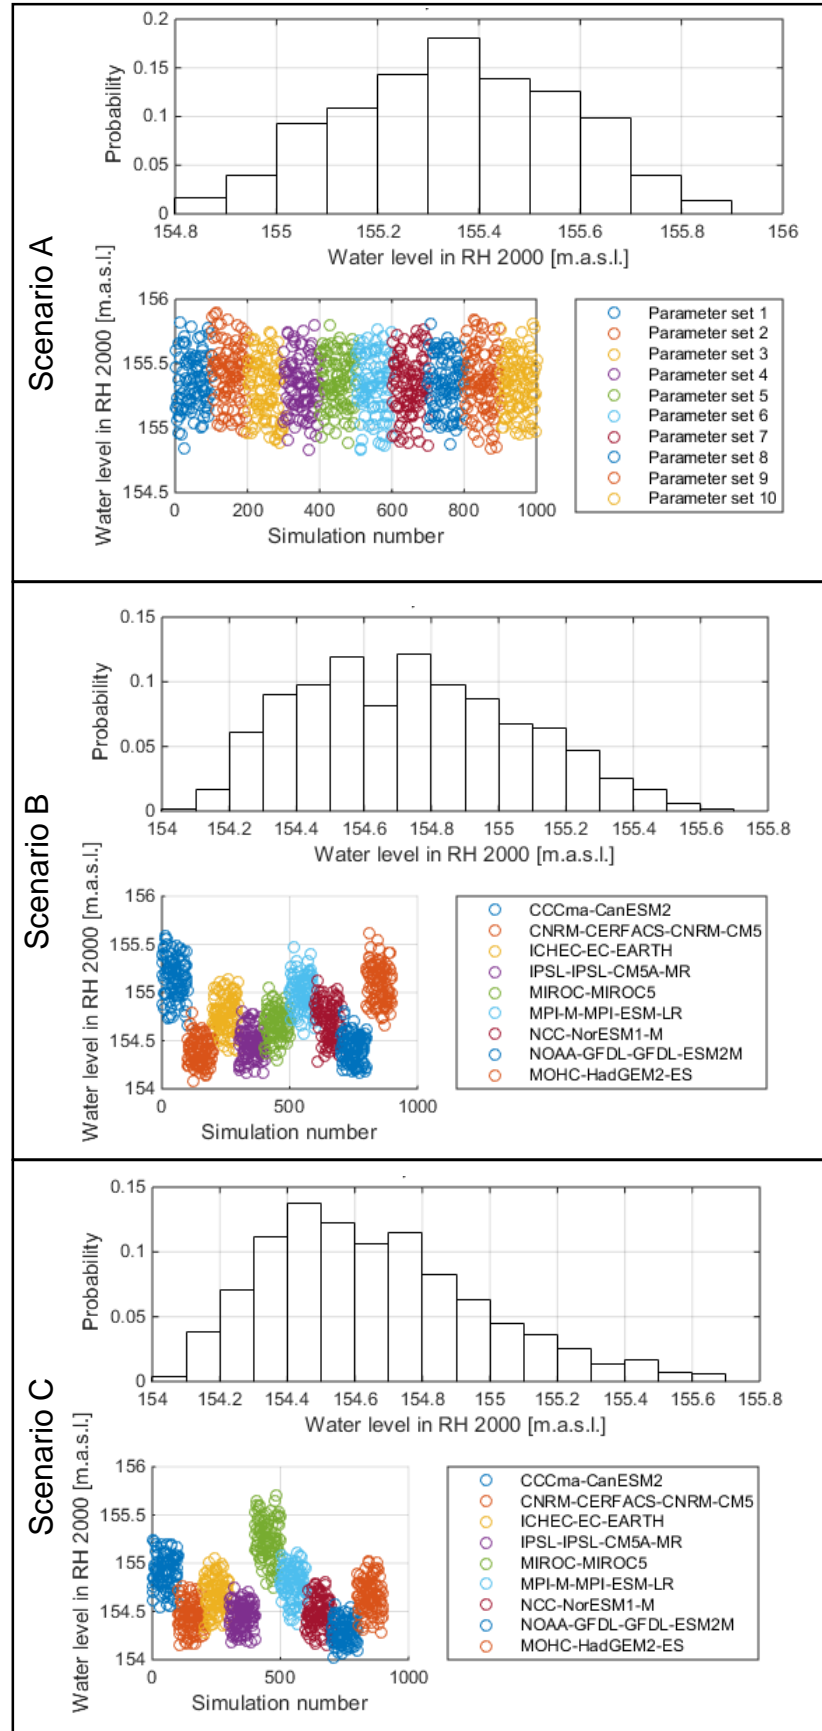 Scenario A
Probability
0.2
0.15
0.1
0.05
0
154.8 155 155.2 155.4 155.6 155.8 156
Water level in RH 2000 [m.a.s.l.]
Water level in RH 2000 [m.a.s.l.]
156
155.5
155
154.5
0 200 400 600 800 1000
Simulation number
Parameter set 1
Parameter set 2
Parameter set 3
Parameter set 4
Parameter set 5
Parameter set 6
Parameter set 7
Parameter set 8
Parameter set 9
Parameter set 10
Scenario B
Probability
0.15
0.1
0.05
0
154 154.2 154.4 154.6 154.8 155 155.2 155.4 155.6 155.8
Water level in RH 2000 [m.a.s.l.]
Water level in RH 2000 [m.a.s.l.]
156
155.5
155
154.5
154
0 500 1000
Simulation number
CCCma-CanESM2
CNRM-CERFACS-CNRM-CM5
ICHEC-EC-EARTH
IPSL-IPSL-CM5A-MR
MIROC-MIROC5
MPI-M-MPI-ESM-LR
NCC-NorESM1-M
NOAA-GFDL-GFDL-ESM2M
MOHC-HadGEM2-ES
Scenario C
Probability
0.15
0.1
0.05
0
154 154.2 154.4 154.6 154.8 155 155.2 155.4 155.6 155.8
Water level in RH 2000 [m.a.s.l.]
Water level in RH 2000 [m.a.s.l.]
156
155.5
155
154.5
154
0 500 1000
Simulation number
CCCma-CanESM2
CNRM-CERFACS-CNRM-CM5
ICHEC-EC-EARTH
IPSL-IPSL-CM5A-MR
MIROC-MIROC5
MPI-M-MPI-ESM-LR
NCC-NorESM1-M
NOAA-GFDL-GFDL-ESM2M
MOHC-HadGEM2-ES